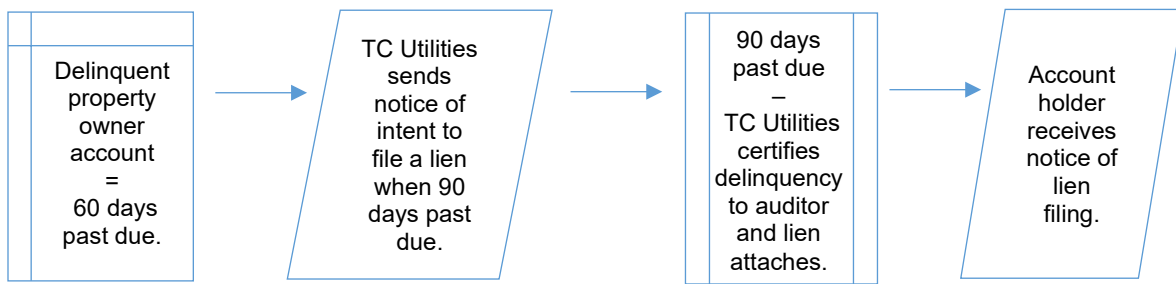 Delinquent
property
owner
account
=
60 days
past due.
TC Utilities
sends
notice of
intent to
file a lien
when 90
days past
due.
90 days
past due
–
TC Utilities
certifies
delinquency
to auditor
and lien
attaches.
Account
holder
receives
notice of
lien
filing.